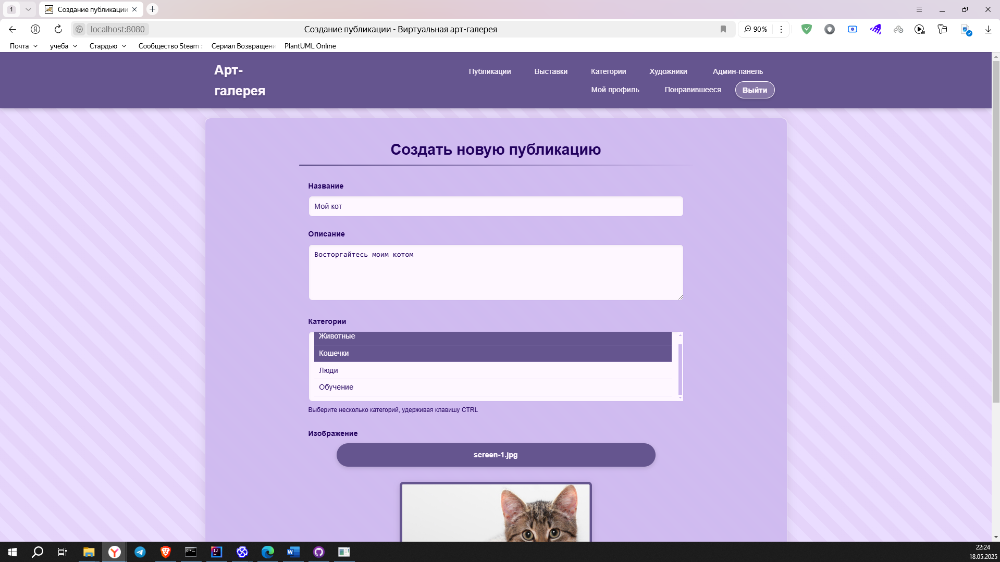 1
Создание публикации
localhost:8080
Создание публикации - Виртуальная арт-галерея
90 %
Почта
учеба
Стардью
Сообщество Steam
Сериал Возвращени
PlantUML Online
Арт-
галерея
Публикации
Выставки
Категории
Художники
Админ-панель
Мой профиль
Понравившееся
Выйти
Создать новую публикацию
Название
Мой кот
Описание
Восторгайтесь моим котом
Категории
Животные
Кошечки
Люди
Обучение
Выберите несколько категорий, удерживая клавишу CTRL
Изображение
screen-1.jpg
22:24
18.05.2025